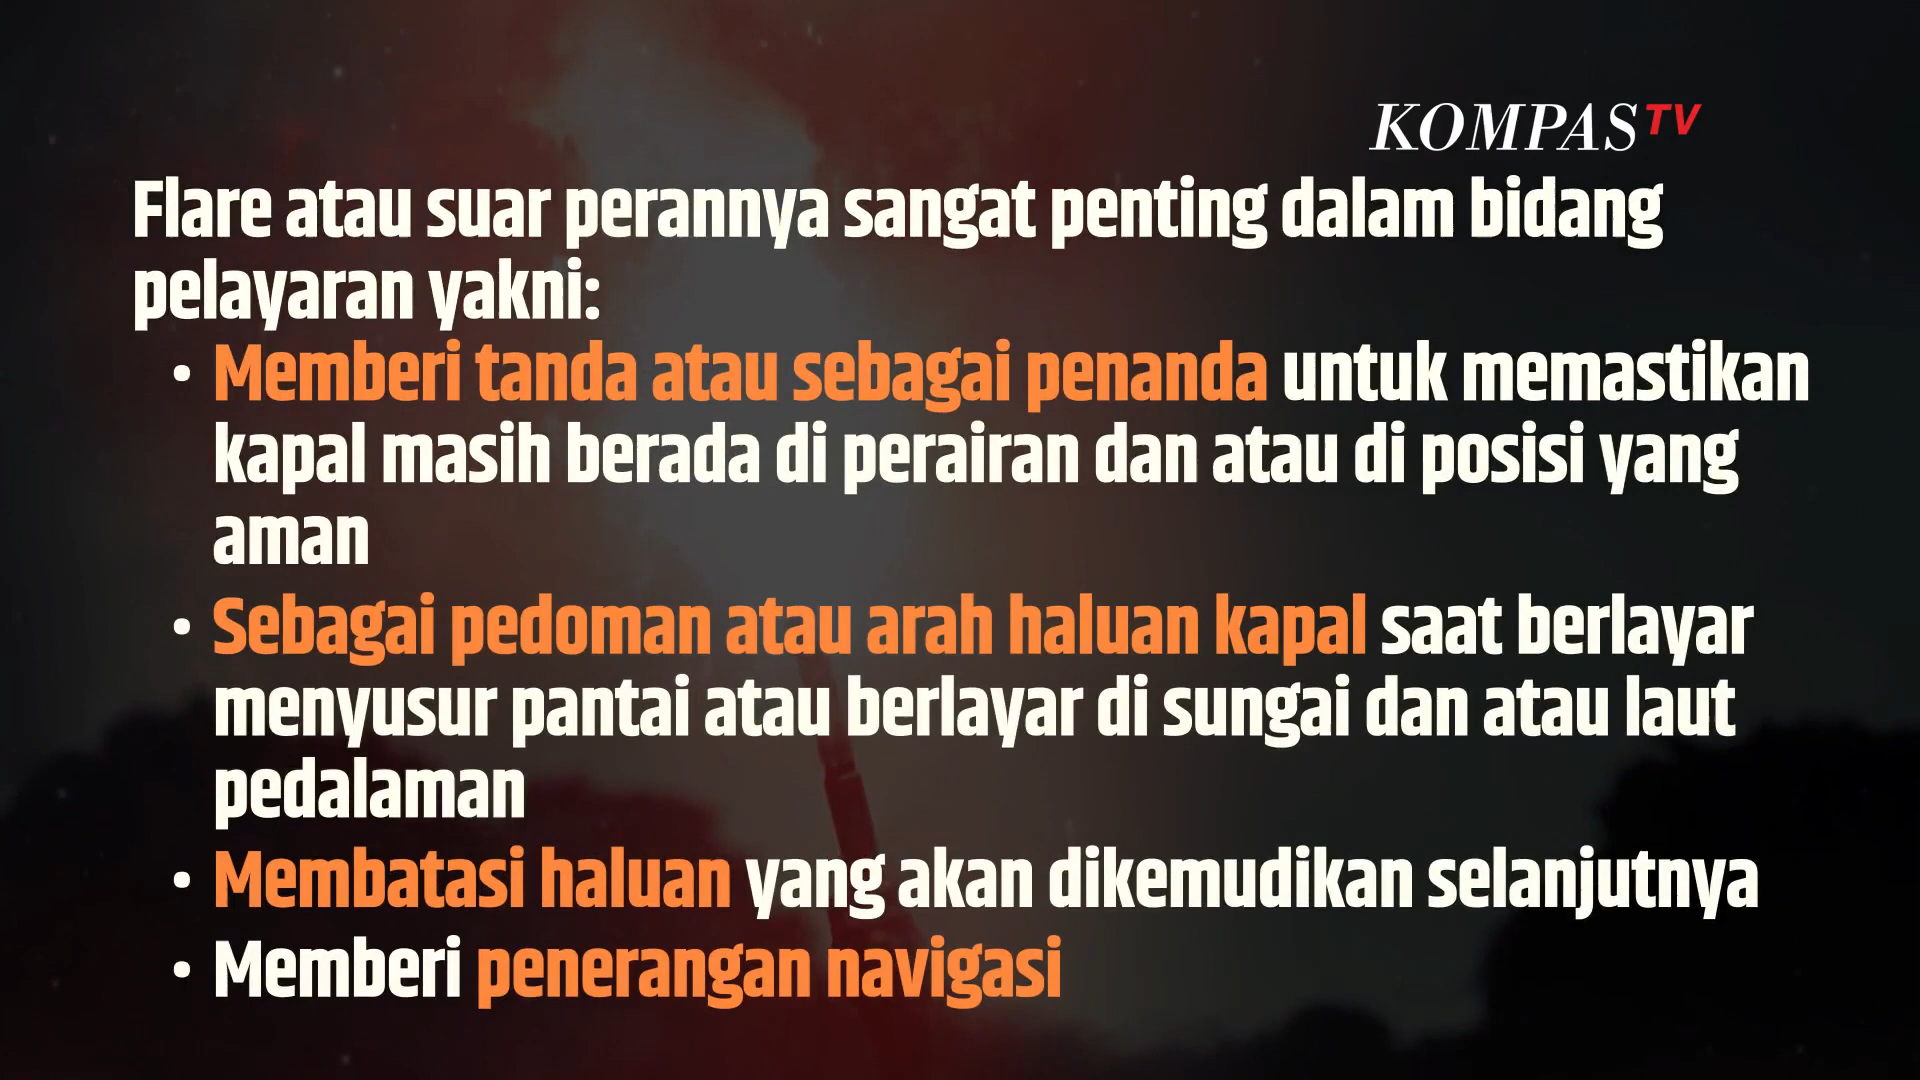 KOMPASTV
Flare atau suar perannya sangat penting dalam bidang
pelayaran yakni:
• Memberi tanda atau sebagai penanda untuk memastikan
kapal masih berada di perairan dan atau di posisi yang
aman
• Sebagai pedoman atau arah haluan kapal saat berlayar
menyusur pantai atau berlayar di sungai dan atau laut
pedalaman
• Membatasi haluan yang akan dikemudikan selanjutnya
• Memberi penerangan navigasi